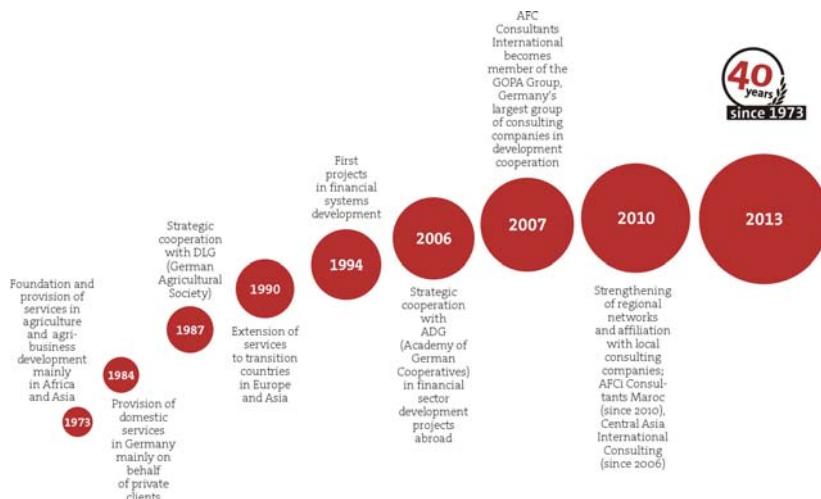 Foundation and
provision of
services in
agriculture
and agri-
business
development
mainly
in Africa
and Asia
1973
1984
Provision of
domestic
services
in Germany
mainly on
behalf
of private
clients
Strategic
cooperation
with DLG
(German
Agricultural
Society)
1987
1990
Extension of
services
to transition
countries
in Europe
and Asia
First
projects
in financial
systems
development
1994
2006
Strategic
cooperation
with
ADG
(Academy of
German
Cooperatives)
in financial
sector
development
projects
abroad
AFC
Consultants
International
becomes
member of the
GOPA Group,
Germany's
largest group
of consulting
companies in
development
cooperation
2007
2010
Strengthening
of regional
networks
and affiliation
with local
consulting
companies;
AFCi Consul-
tants Maroc
(since 2010),
Central Asia
International
Consulting
(since 2006)
40
years
since 1973
2013